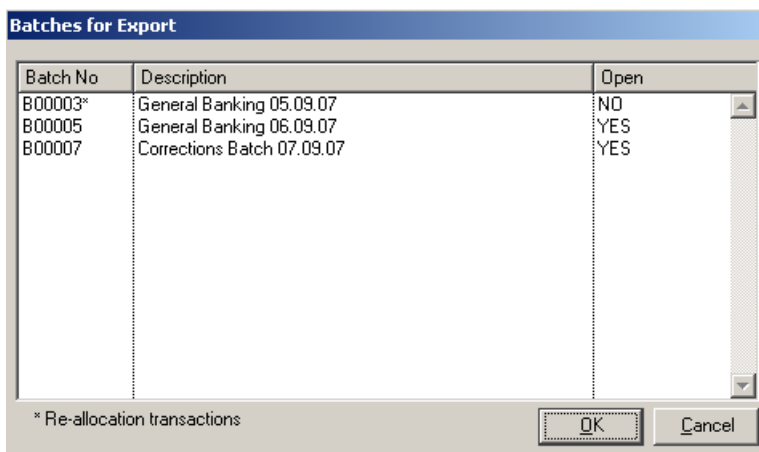 Batches for Export
Batch No Description Open
B00003* General Banking 05.09.07 NO
B00005 General Banking 06.09.07 YES
B00007 Corrections Batch 07.09.07 YES
* Re-allocation transactions OK Cancel